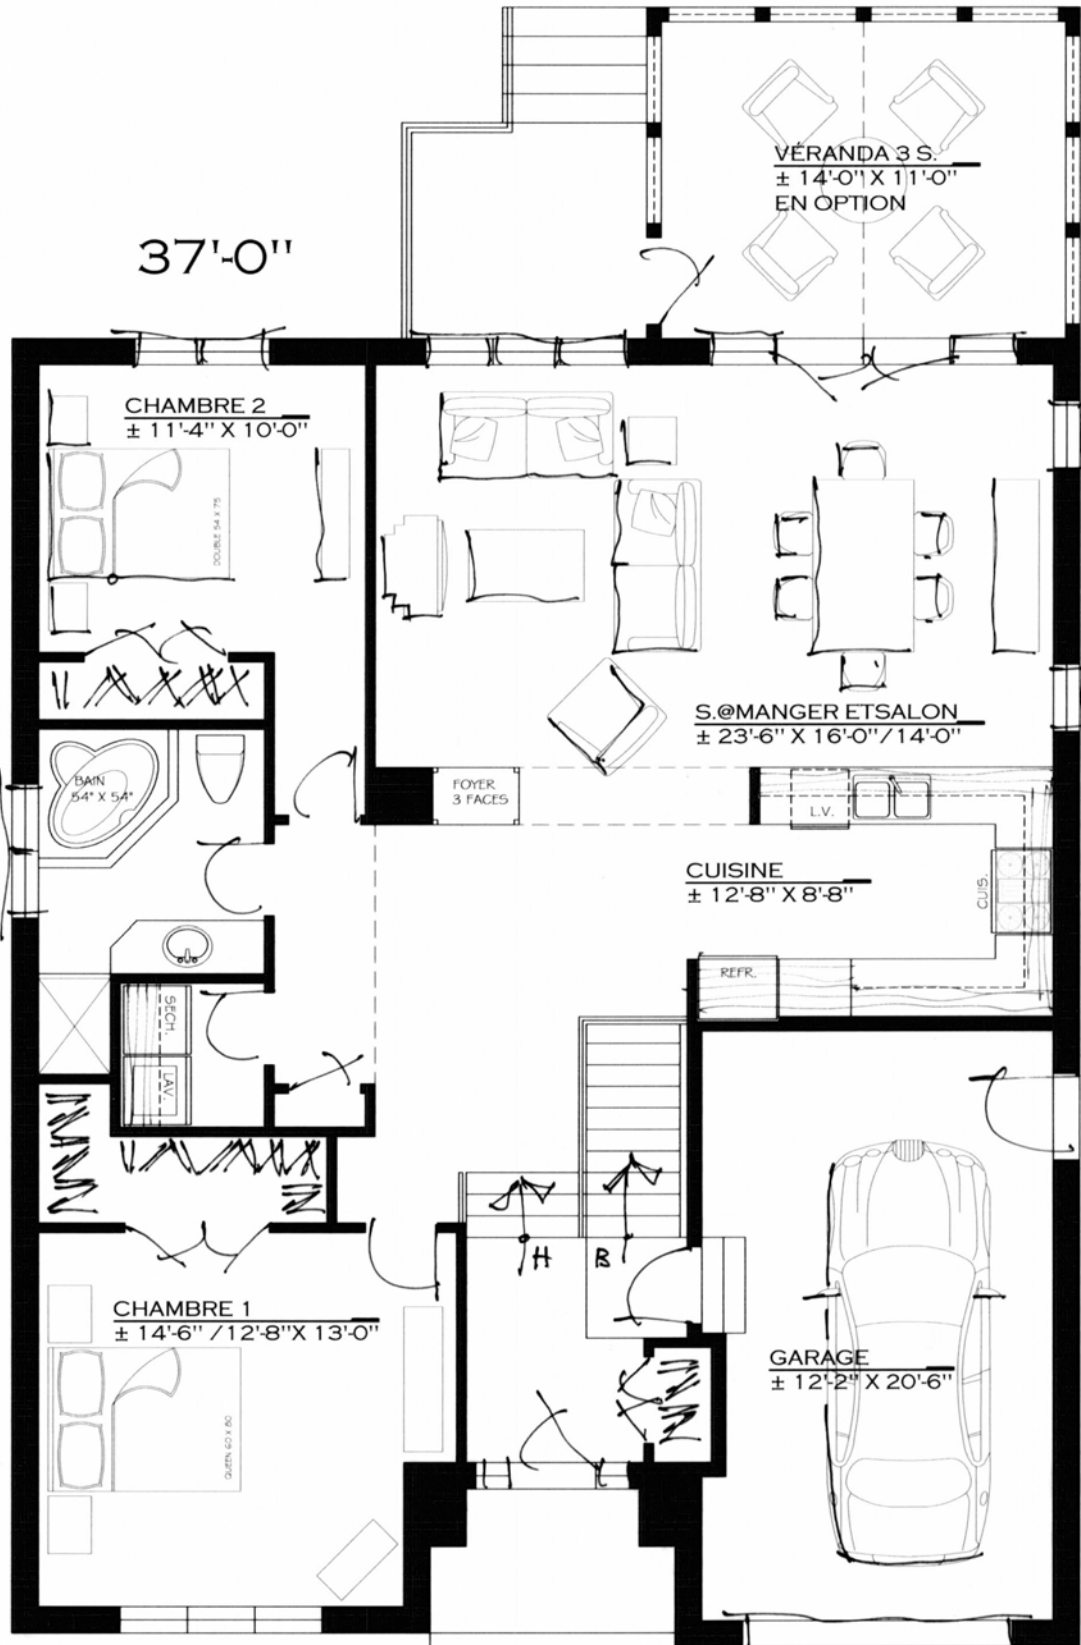 VÉRANDA 3 S.
± 14'-0" X 11'-0"
EN OPTION
37'-0"
CHAMBRE 2
± 11'-4" X 10'-0"
DOUBLE 54 X 75
S.@MANGER ETSALON
± 23'-6" X 16'-0"/14'-0"
BAIN
54" X 54"
FOYER
3 FACES
L.V.
CUISINE
± 12'-8" X 8'-8"
CUIS.
REFR.
SECH.
LAV.
H
B
CHAMBRE 1
± 14'-6" /12'-8"X 13'-0"
QUEEN 60 X 80
GARAGE
± 12'-2" X 20'-6"